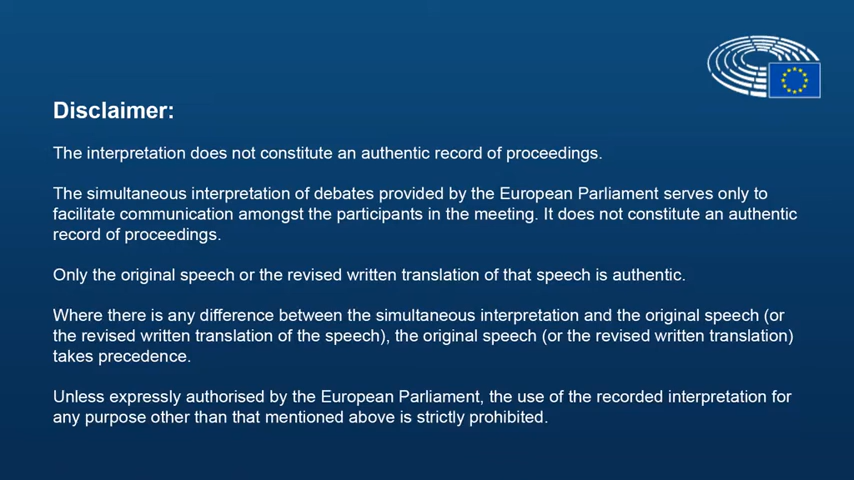 Disclaimer:
The interpretation does not constitute an authentic record of proceedings.
The simultaneous interpretation of debates provided by the European Parliament serves only to
facilitate communication amongst the participants in the meeting. It does not constitute an authentic
record of proceedings.
Only the original speech or the revised written translation of that speech is authentic.
Where there is any difference between the simultaneous interpretation and the original speech (or
the revised written translation of the speech), the original speech (or the revised written translation)
takes precedence.
Unless expressly authorised by the European Parliament, the use of the recorded interpretation for
any purpose other than that mentioned above is strictly prohibited.